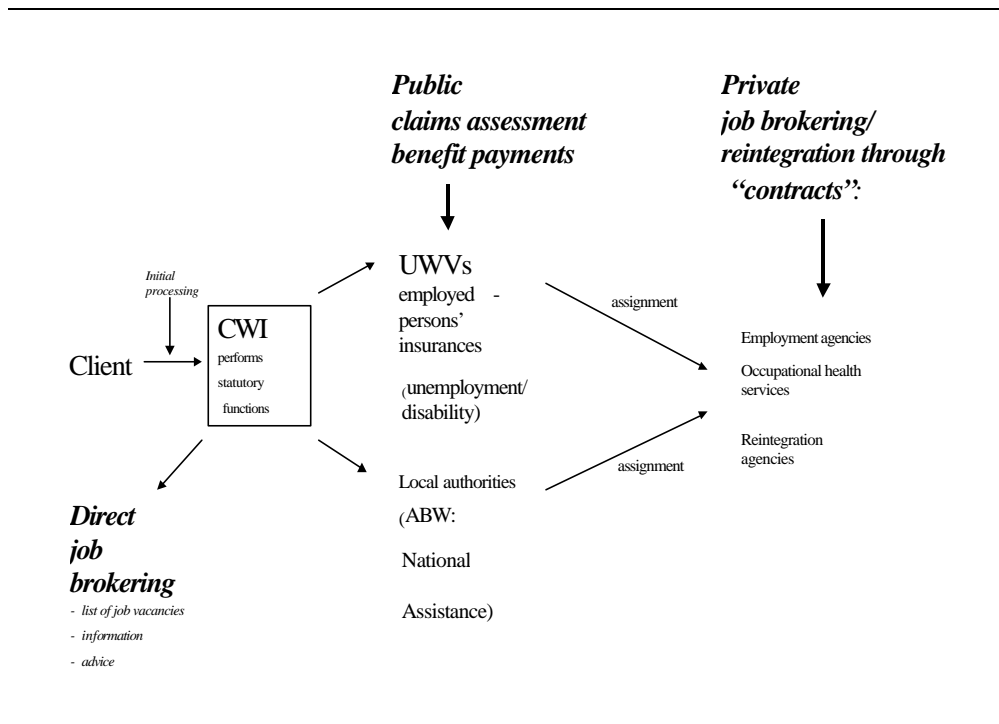 Public
claims assessment
benefit payments
Private
job brokering/
reintegration through
“contracts”:
Initial
processing
Client
CWI
performs
statutory
functions
UWVs
employed -
persons’
insurances
(unemployment/
disability)
assignment
Employment agencies
Occupational health
services
Reintegration
agencies
assignment
Local authorities
(ABW:
National
Assistance)
Direct
job
brokering
- list of job vacancies
- information
- advice